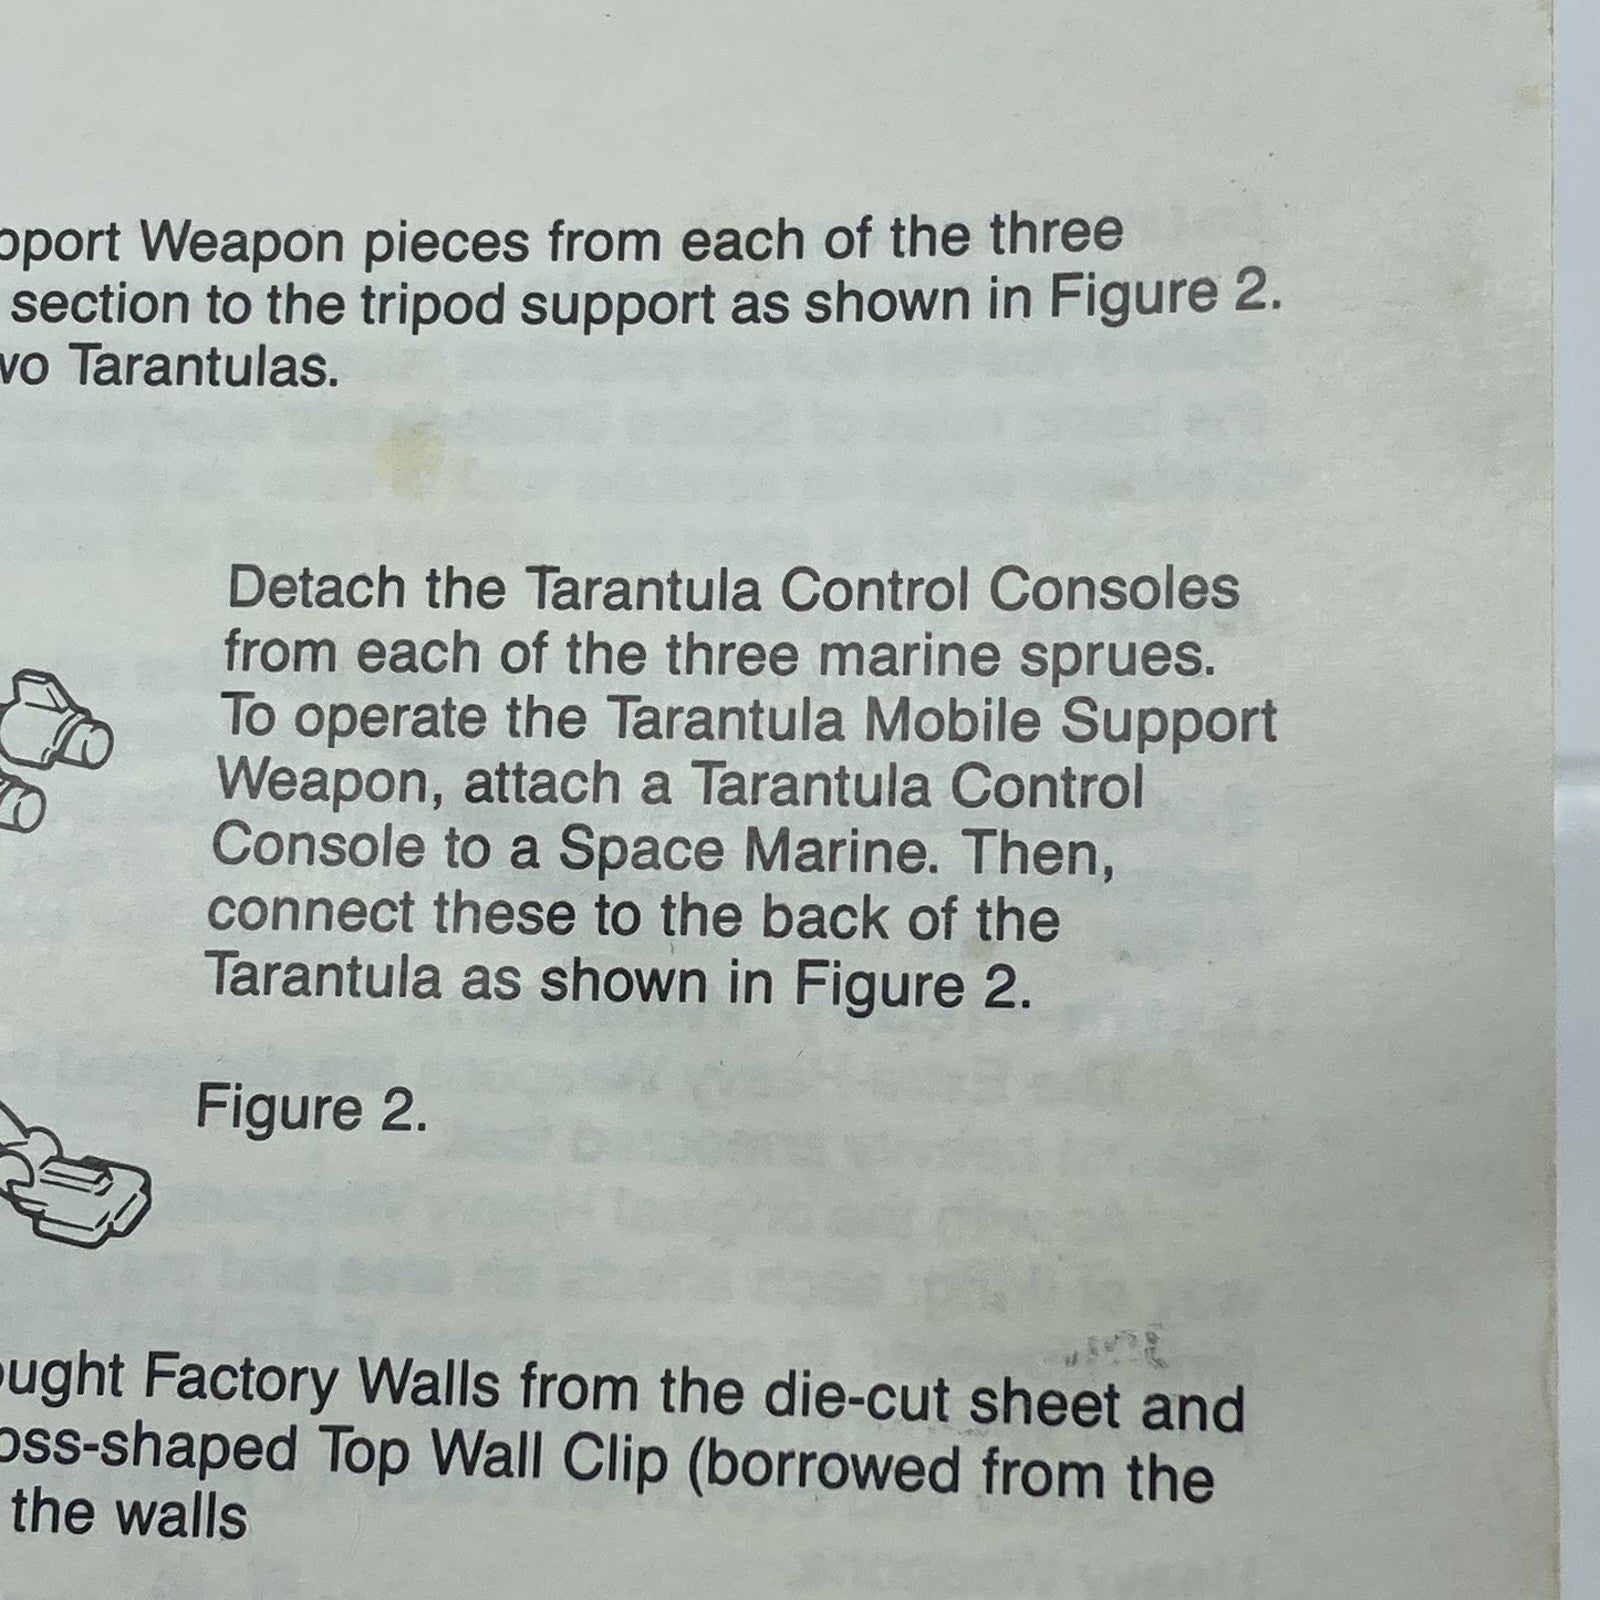 pport Weapon pieces from each of the three
section to the tripod support as shown in Figure 2.
wo Tarantulas.
Detach the Tarantula Control Consoles
from each of the three marine sprues.
To operate the Tarantula Mobile Support
Weapon, attach a Tarantula Control
Console to a Space Marine. Then,
connect these to the back of the
Tarantula as shown in Figure 2.
Figure 2.
ought Factory Walls from the die-cut sheet and
oss-shaped Top Wall Clip (borrowed from the
the walls